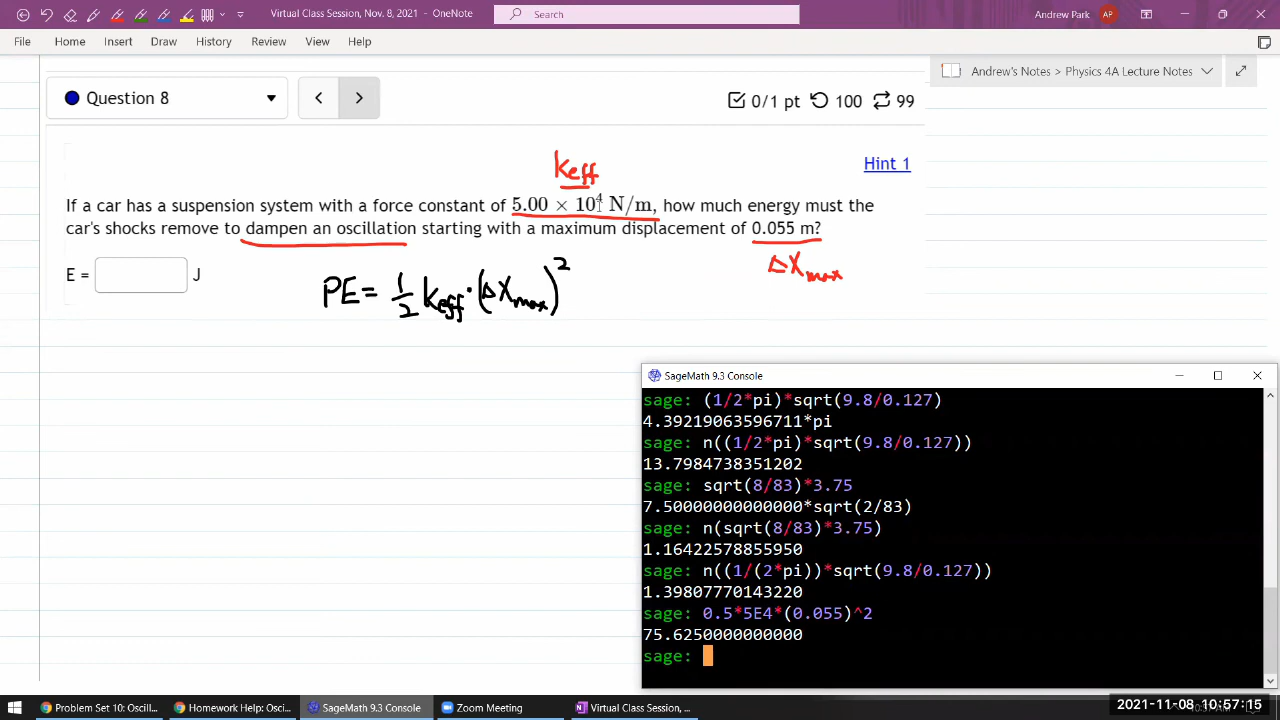 Virtual Class Session, Nov. 8, 2021 - OneNote
Search
Andrew Park
AP
File Home Insert Draw History Review View Help
Andrew's Notes > Physics 4A Lecture Notes
Question 8
0/1 pt 100 99
Hint 1
keff
If a car has a suspension system with a force constant of 5.00 × 10⁴ N/m, how much energy must the
car's shocks remove to dampen an oscillation starting with a maximum displacement of 0.055 m?
Δxmax
E = J
PE = 1/2 keff · (Δxmax)²
SageMath 9.3 Console
sage: (1/2*pi)*sqrt(9.8/0.127)
4.39219063596711*pi
sage: n((1/2*pi)*sqrt(9.8/0.127))
13.7984738351202
sage: sqrt(8/83)*3.75
7.50000000000000*sqrt(2/83)
sage: n(sqrt(8/83)*3.75)
1.16422578855950
sage: n((1/(2*pi))*sqrt(9.8/0.127))
1.39807770143220
sage: 0.5*5E4*(0.055)^2
75.6250000000000
sage:
Problem Set 10: Oscill...
Homework Help: Osci...
SageMath 9.3 Console
Zoom Meeting
Virtual Class Session,...
2021-11-08 10:57:15